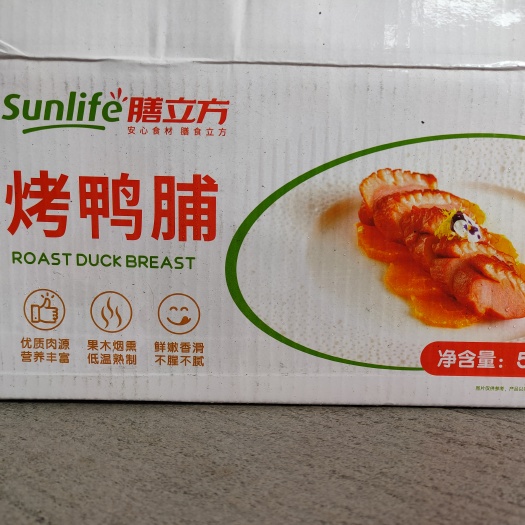 Sunlife 膳立方
安心食材 膳食立方
烤鸭脯
ROAST DUCK BREAST
优质肉源
营养丰富
果木烟熏
低温熟制
鲜嫩香滑
不腥不腻
净含量：5